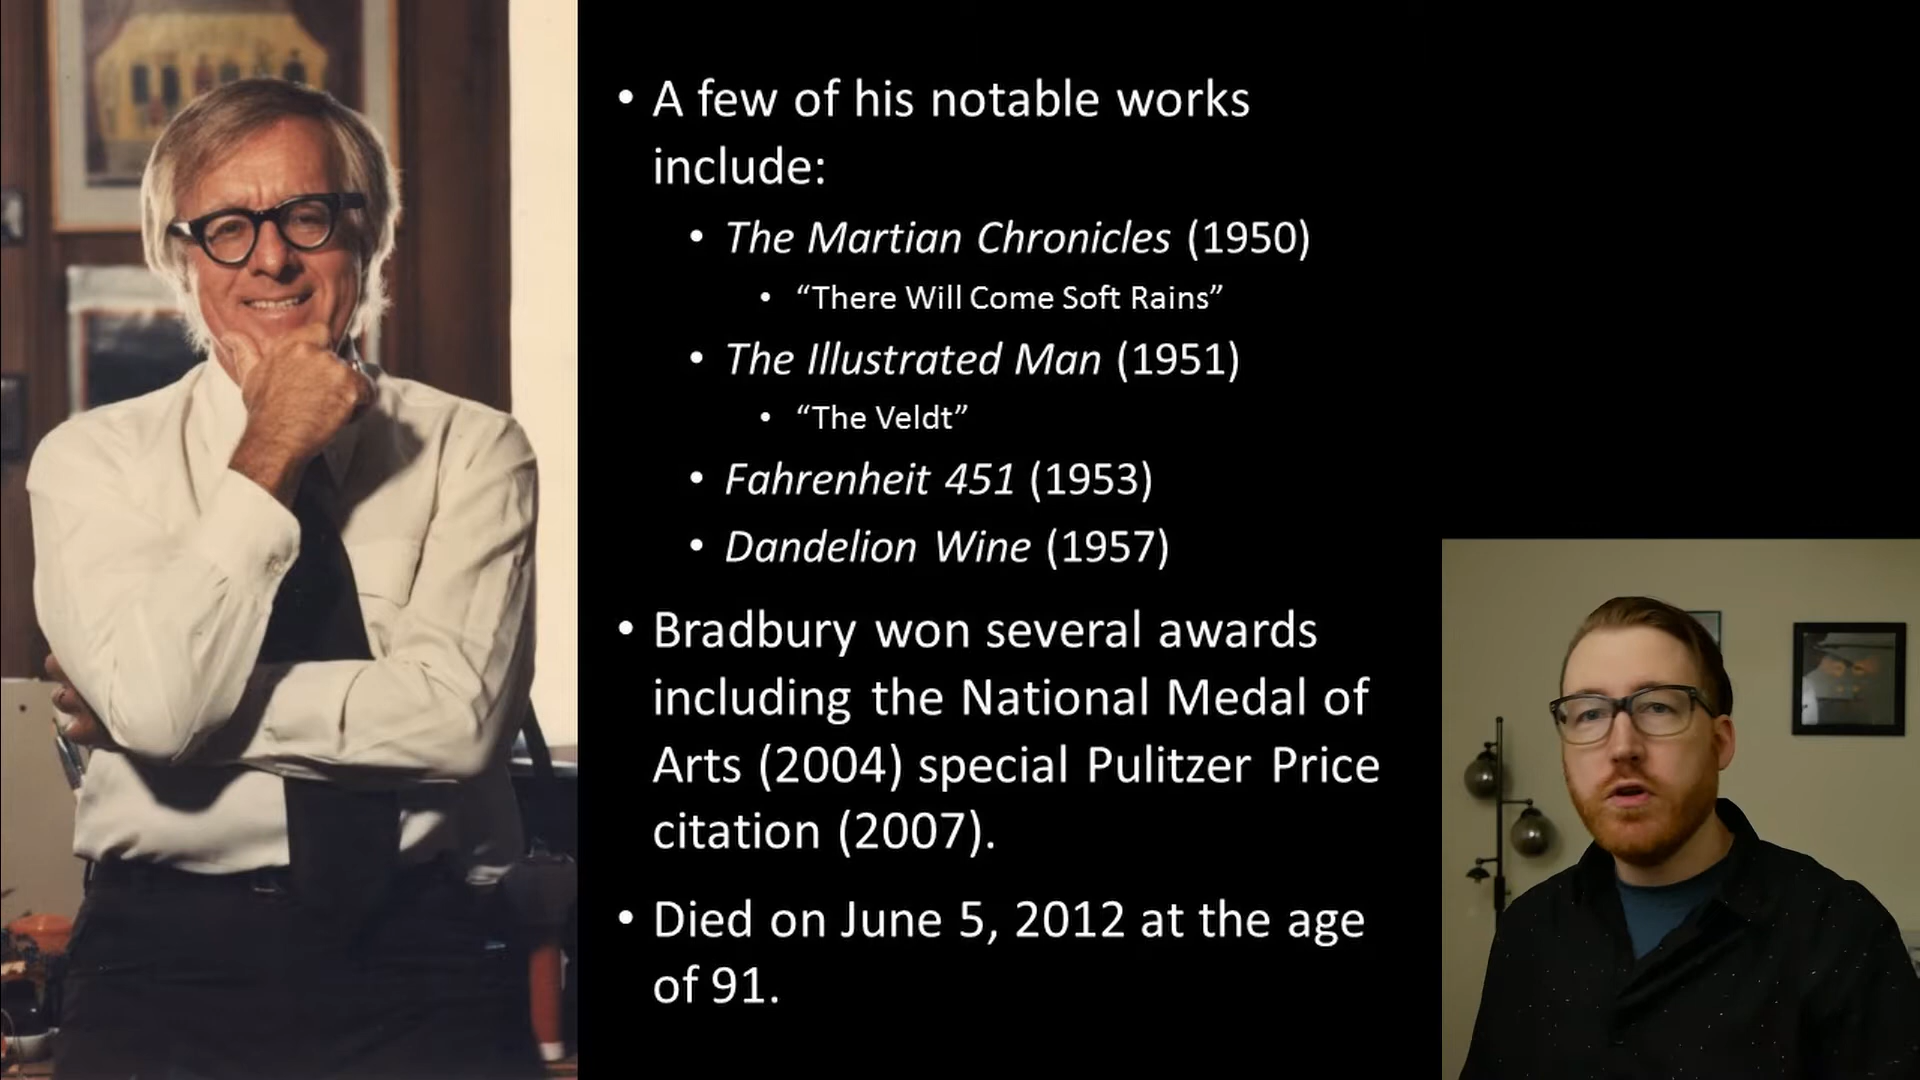 • A few of his notable works
include:
• The Martian Chronicles (1950)
• “There Will Come Soft Rains”
• The Illustrated Man (1951)
• “The Veldt”
• Fahrenheit 451 (1953)
• Dandelion Wine (1957)
• Bradbury won several awards
including the National Medal of
Arts (2004) special Pulitzer Price
citation (2007).
• Died on June 5, 2012 at the age
of 91.